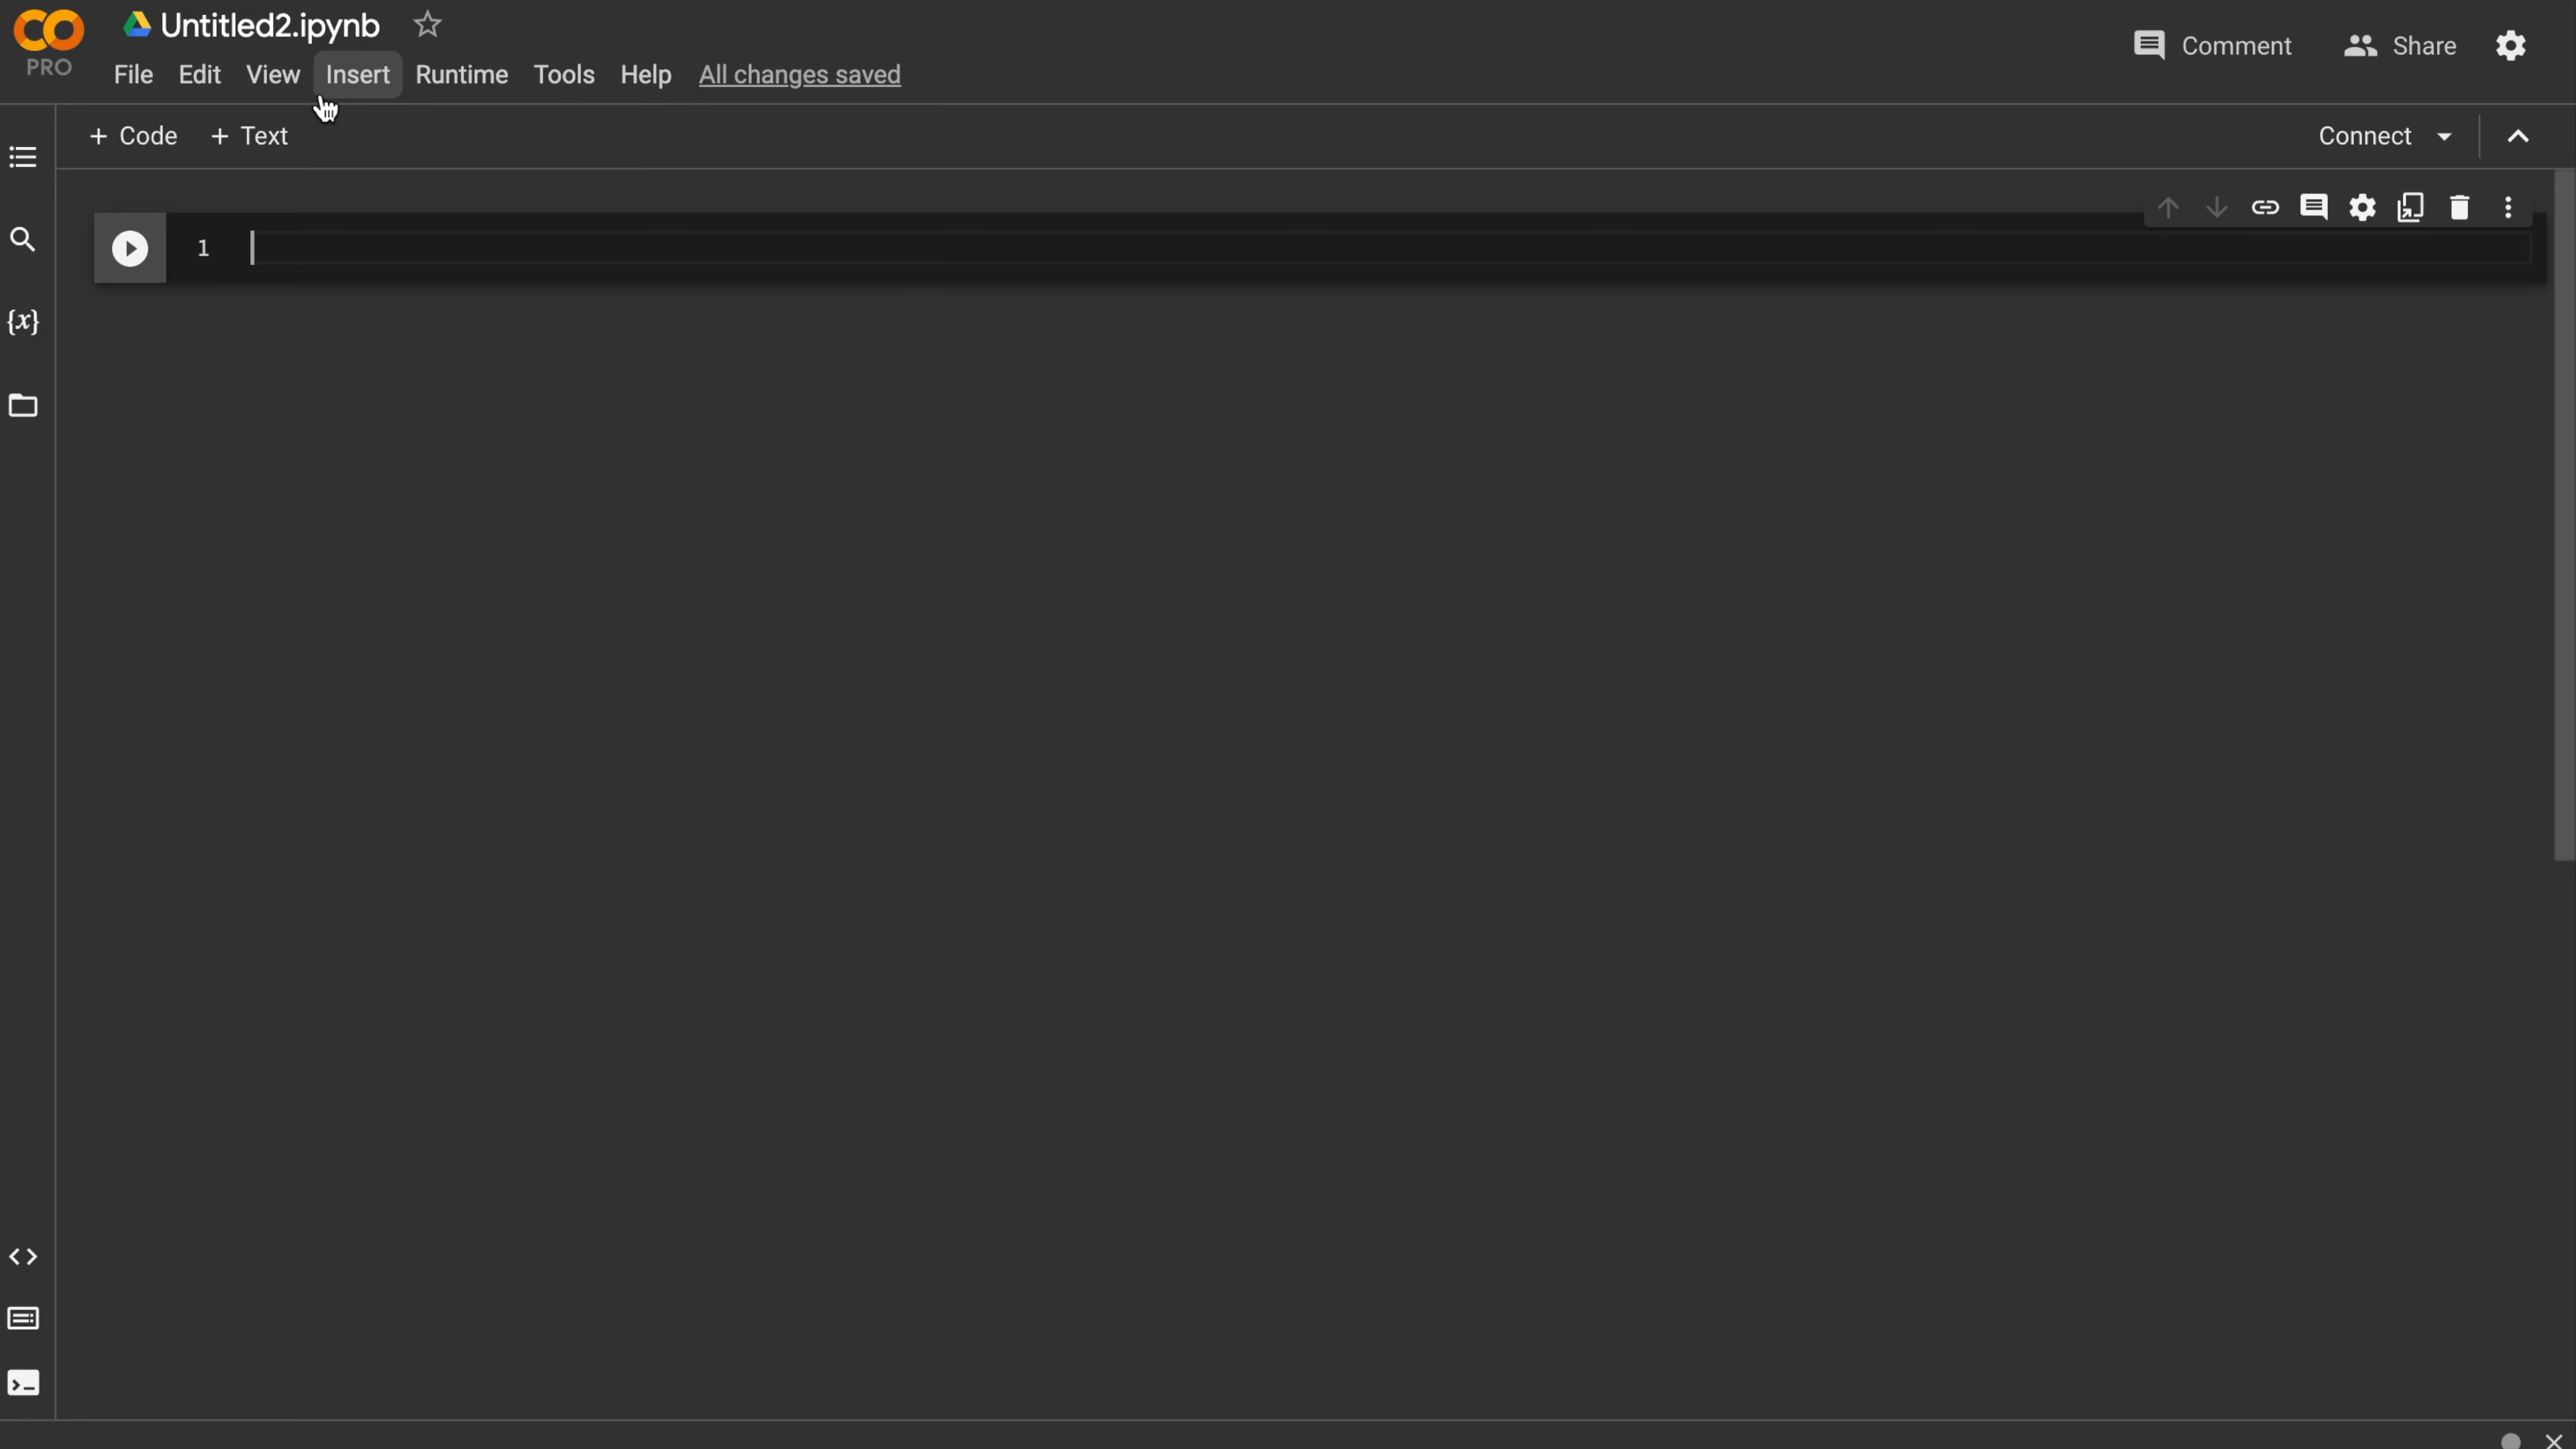 CO
PRO
Untitled2.ipynb
File Edit View Insert Runtime Tools Help All changes saved
Comment Share
+ Code + Text
Connect
{x}
1